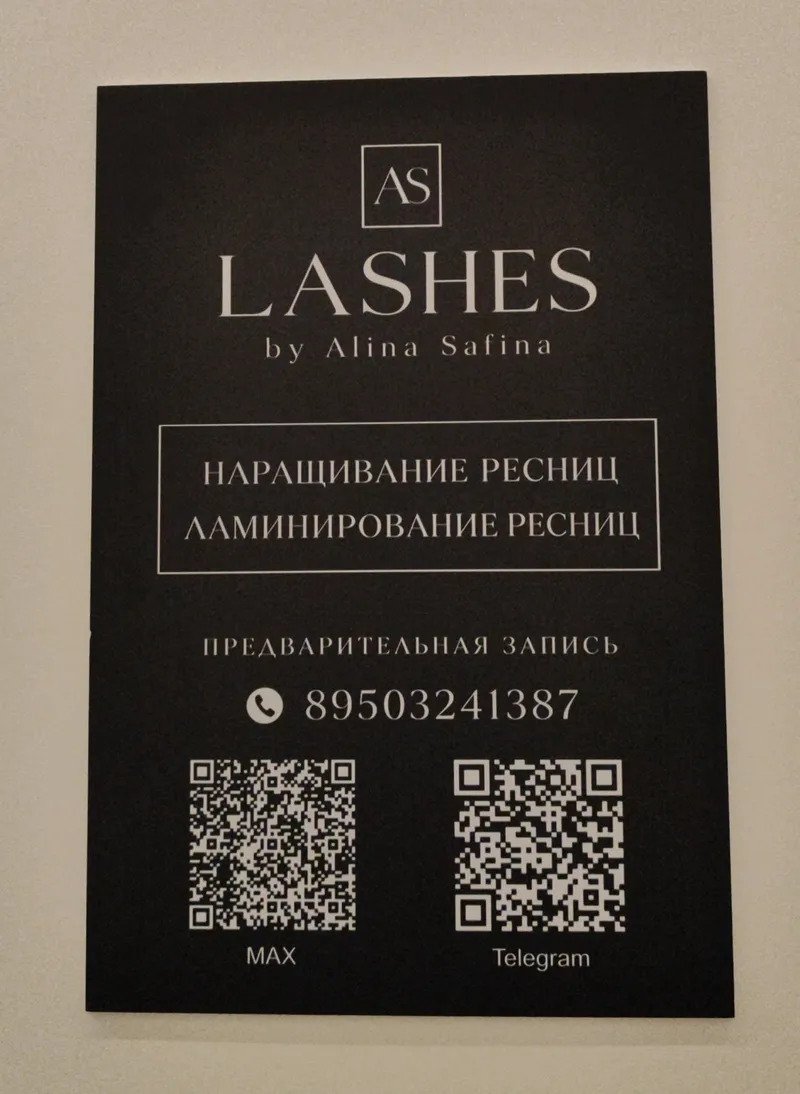 AS
LASHES
by Alina Safina
НАРАЩИВАНИЕ РЕСНИЦ
ЛАМИНИРОВАНИЕ РЕСНИЦ
ПРЕДВАРИТЕЛЬНАЯ ЗАПИСЬ
89503241387
MAX Telegram